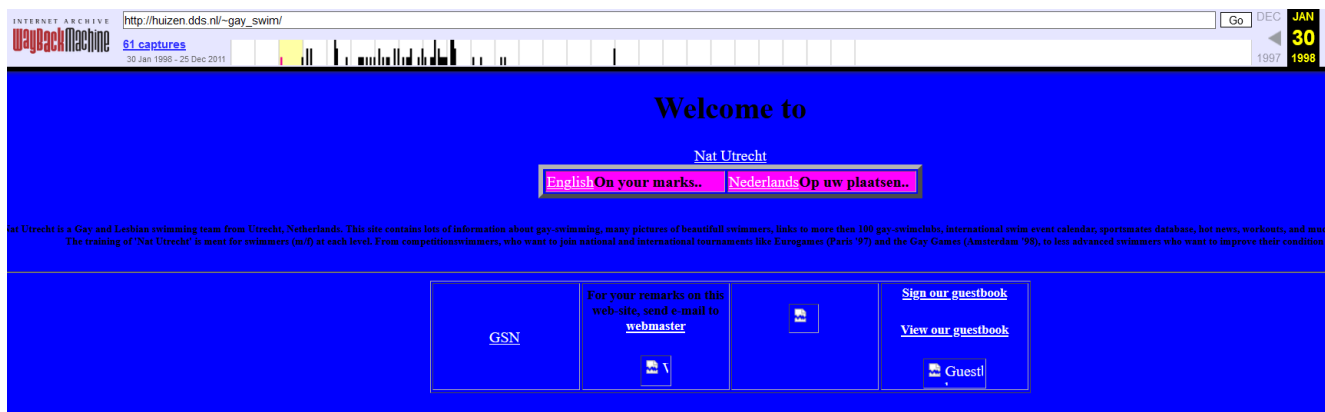 INTERNET ARCHIVE
WayBackMachine
http://huizen.dds.nl/~gay_swim/
Go
DEC
JAN
61 captures
30
30 Jan 1998 - 25 Dec 2011
1997
1998
Welcome to
Nat Utrecht
EnglishOn your marks..
NederlandsOp uw plaatsen..
at Utrecht is a Gay and Lesbian swimming team from Utrecht, Netherlands. This site contains lots of information about gay-swimming, many pictures of beautifull swimmers, links to more then 100 gay-swimclubs, international swim event calendar, sportsmates database, hot news, workouts, and
The training of 'Nat Utrecht' is ment for swimmers (m/f) at each level. From competitionswimmers, who want to join national and international tournaments like Eurogames (Paris '97) and the Gay Games (Amsterdam '98), to less advanced swimmers who want to improve their condition
GSN
For your remarks on this
web-site, send e-mail to
webmaster
Sign our guestbook
View our guestbook
Guest